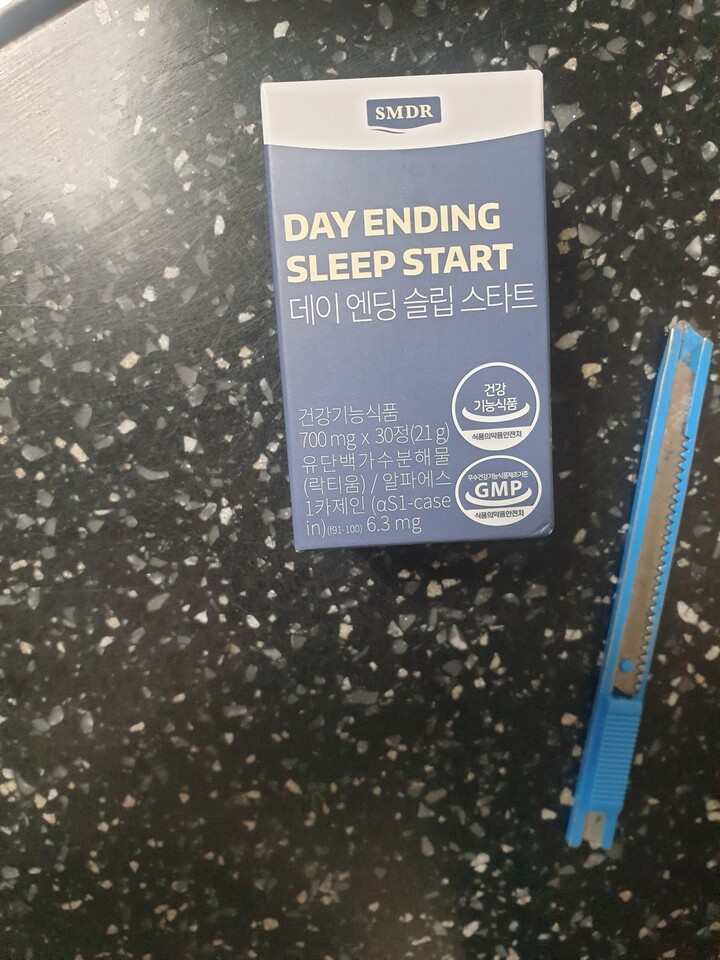 SMDR
DAY ENDING
SLEEP START
데이 엔딩 슬립 스타트
건강기능식품
700 mg x 30정(21 g)
유단백가수분해물
(락티움) / 알파에스
1카제인 (αS1-case
in)(f91-100) 6.3 mg
건강
기능식품
식품의약품안전처
우수건강기능식품제조기준
GMP
식품의약품안전처